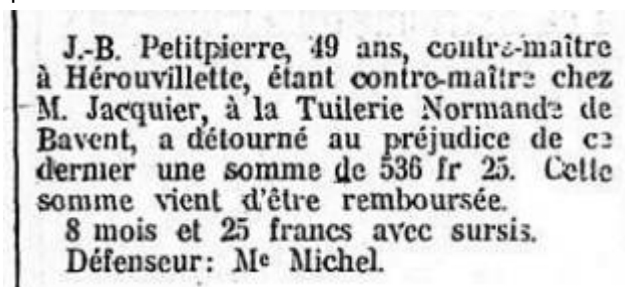 J.-B. Petitpierre, 49 ans, contre-maître
à Hérouvillette, étant contre-maître chez
M. Jacquier, à la Tuilerie Normande de
Bavent, a détourné au préjudice de ce
dernier une somme de 536 fr 25. Cette
somme vient d'être remboursée.
8 mois et 25 francs avec sursis.
Défenseur: Me Michel.